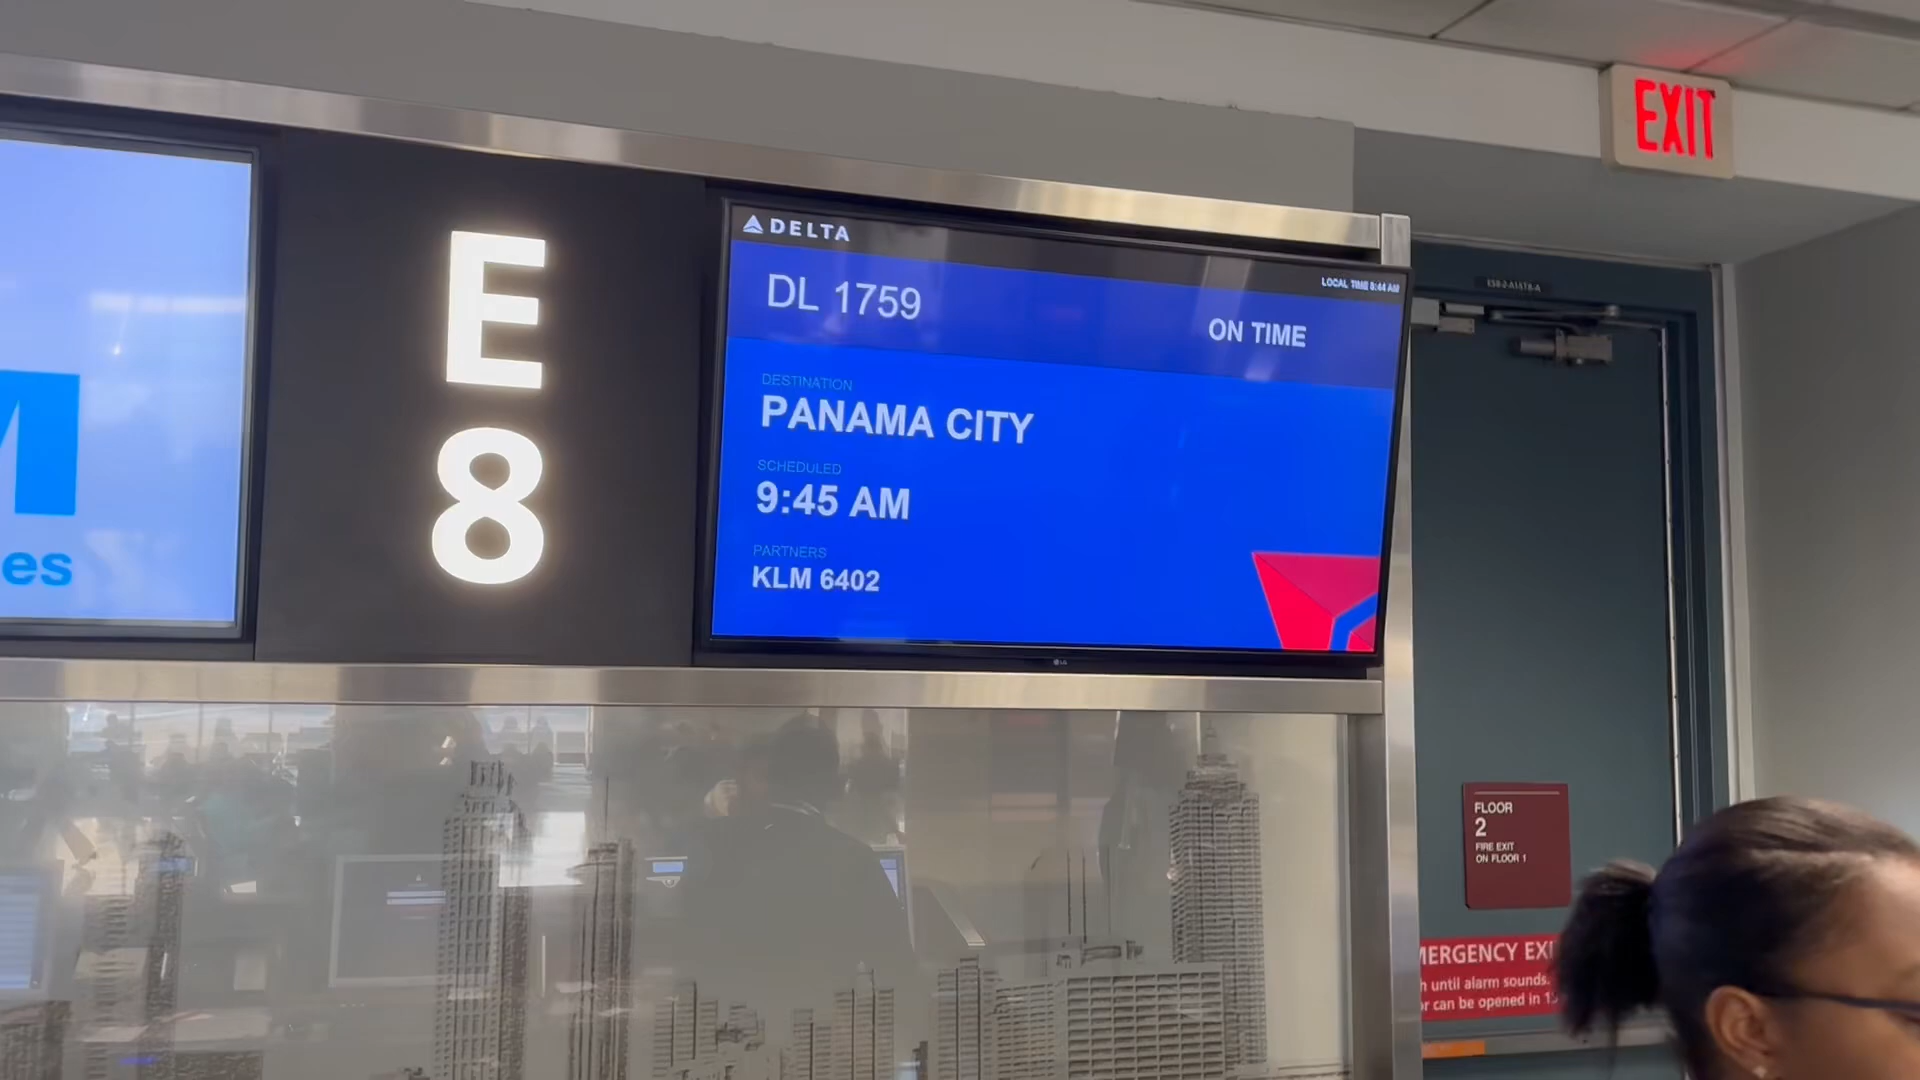 EXIT
E
8
DELTA
LOCAL TIME 8:44 AM
DL 1759
ON TIME
DESTINATION
PANAMA CITY
SCHEDULED
9:45 AM
PARTNERS
KLM 6402
LG
M
es
FLOOR
2
FIRE EXIT
ON FLOOR 1
MERGENCY EXI
h until alarm sounds.
r can be opened in 1